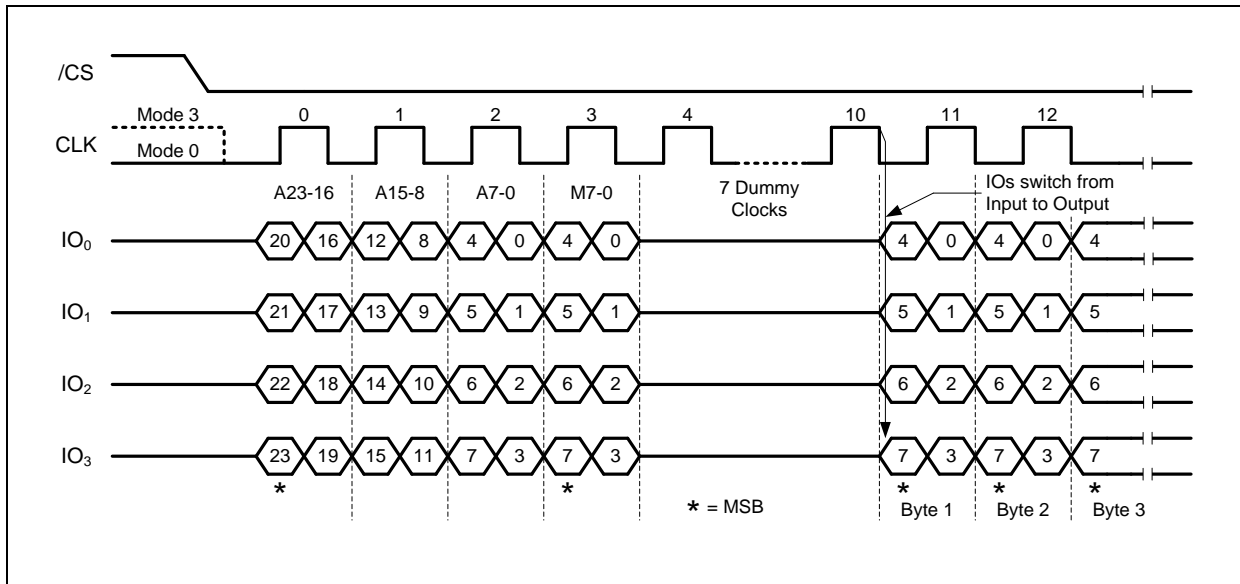 /CS
Mode 3 0 1 2 3 4 10 11 12
CLK
Mode 0
A23-16 A15-8 A7-0 M7-0 7 Dummy
Clocks
IOs switch from
Input to Output
IO0 20 16 12 8 4 0 4 0 4 0 4 0 4
IO1 21 17 13 9 5 1 5 1 5 1 5 1 5
IO2 22 18 14 10 6 2 6 2 6 2 6 2 6
IO3 23 19 15 11 7 3 7 3 7 3 7 3 7
* * * * *
* = MSB
Byte 1 Byte 2 Byte 3